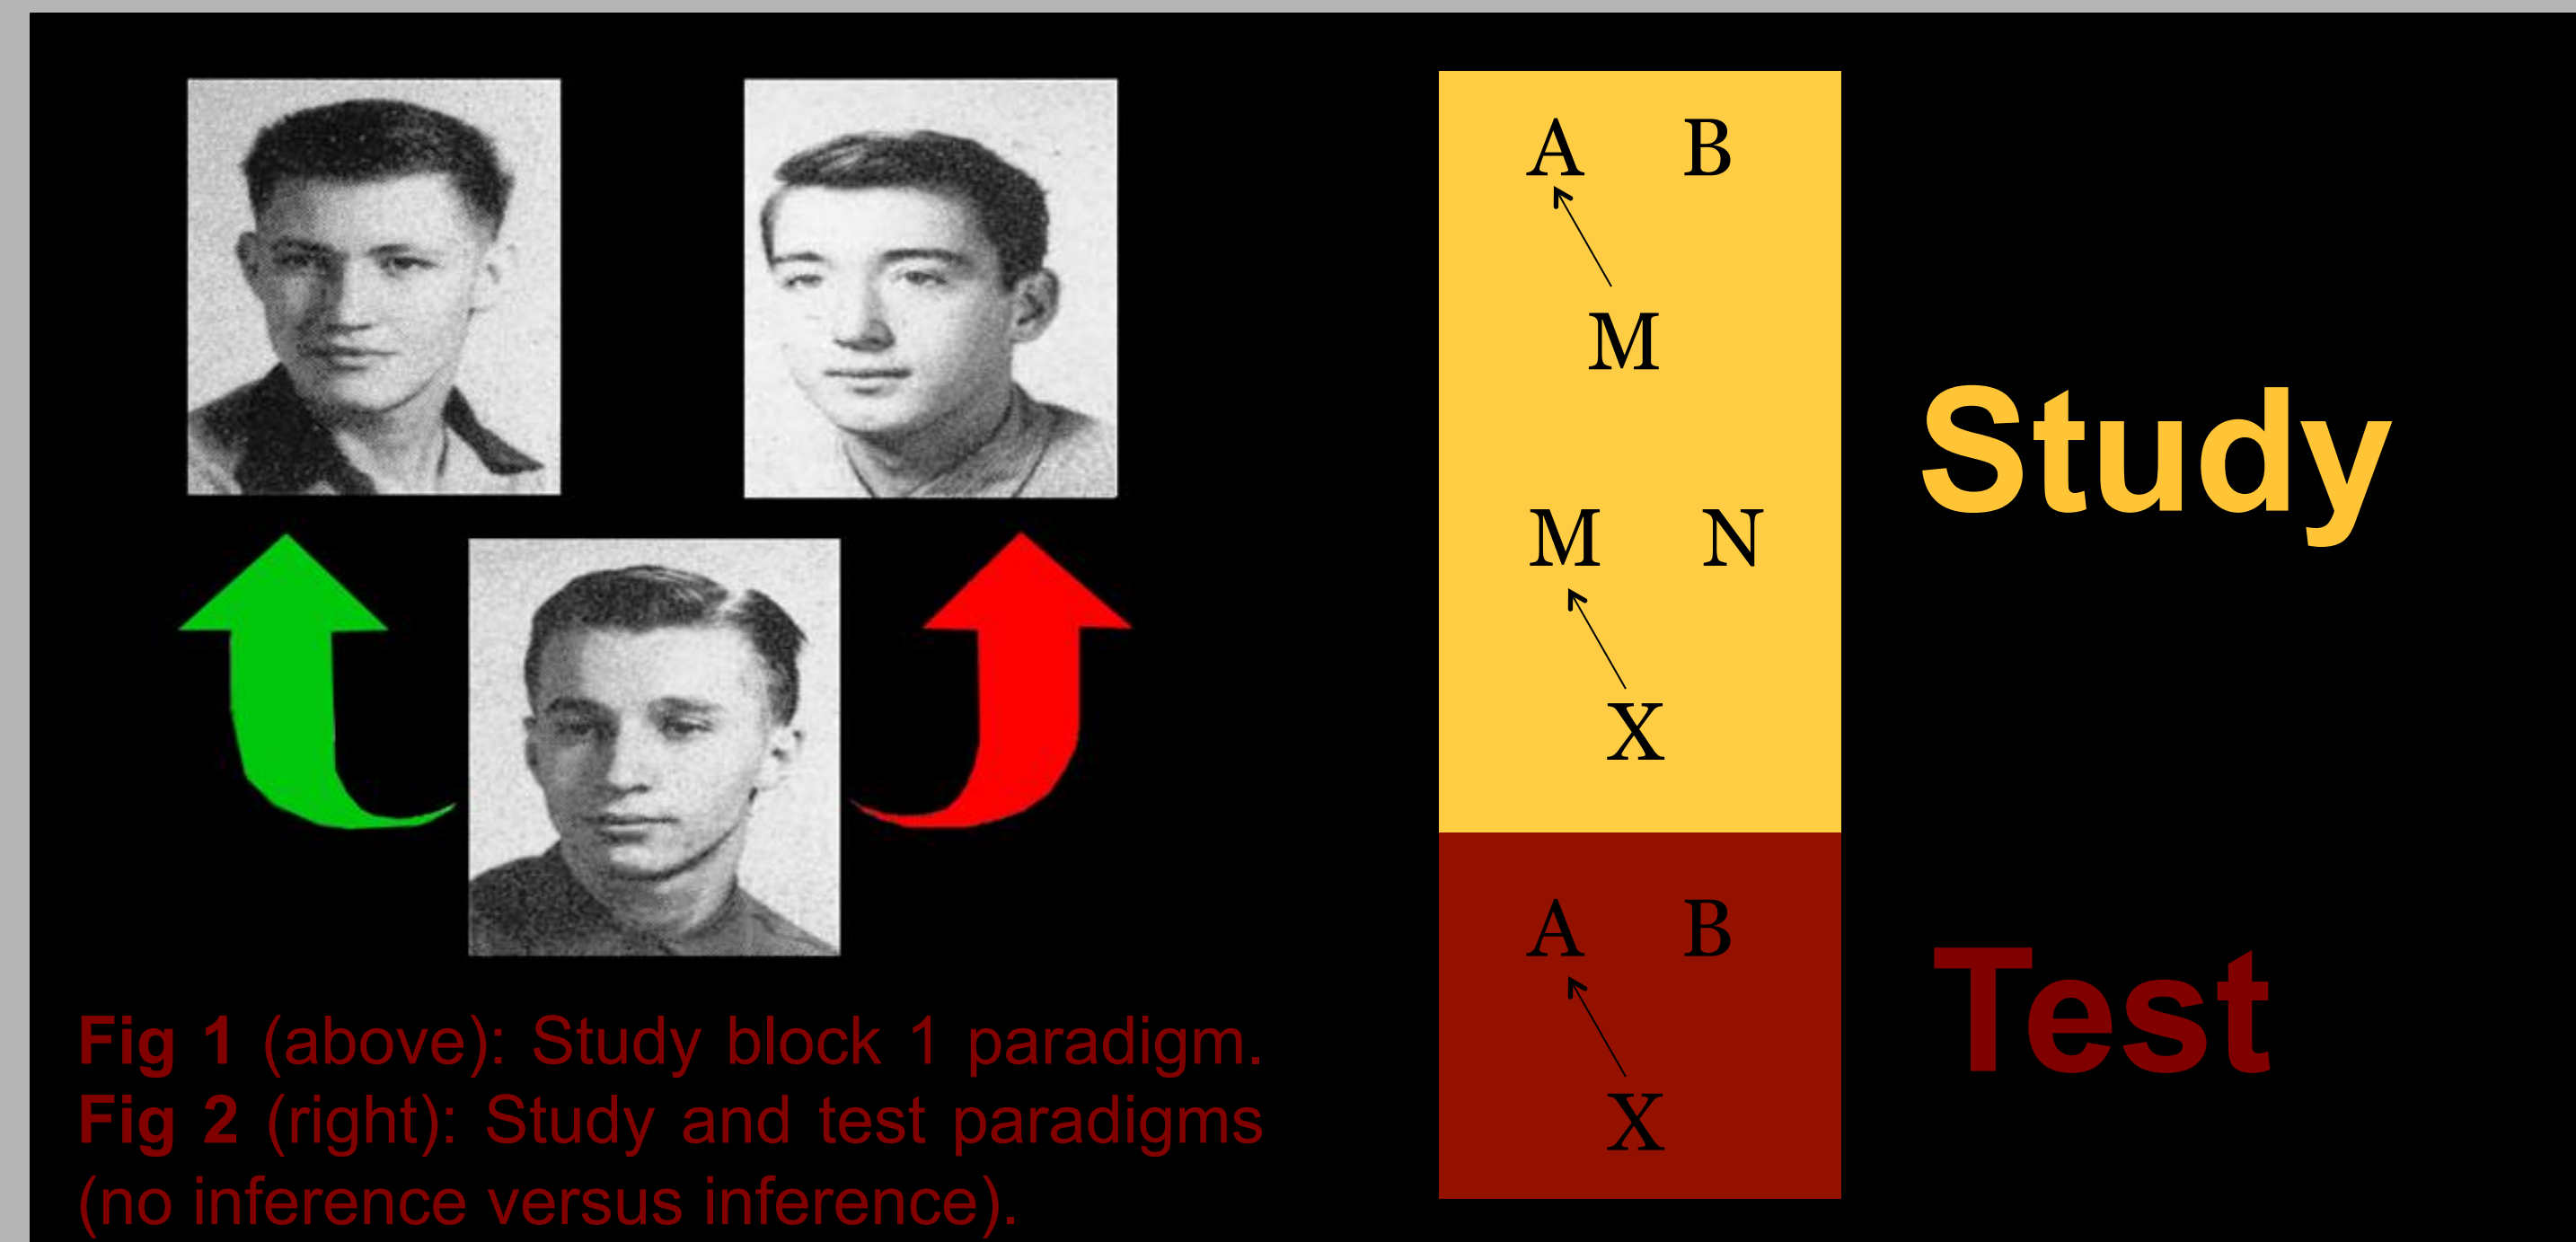 A B
M
M N
X
Study
A B
X
Test
Fig 1 (above): Study block 1 paradigm.
Fig 2 (right): Study and test paradigms
(no inference versus inference).